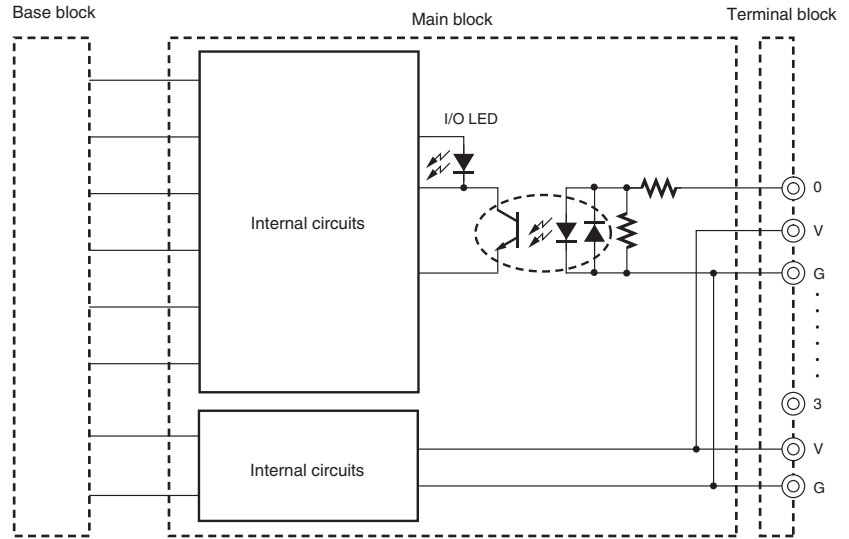 Base block
Main block
Terminal block
I/O LED
Internal circuits
0
V
G
3
Internal circuits
V
G